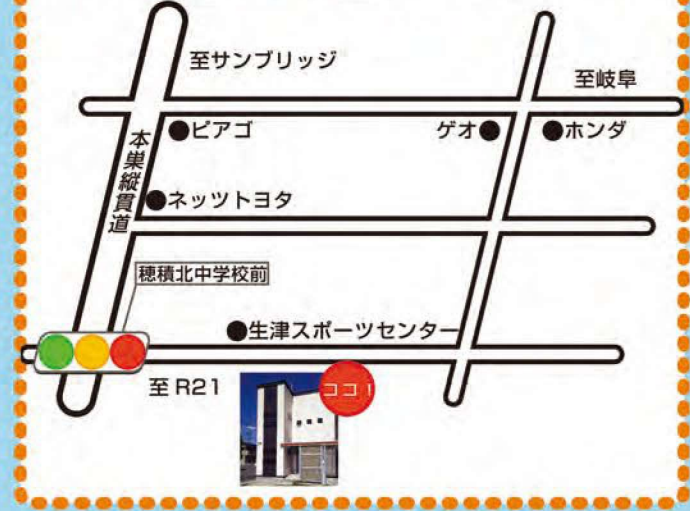 至サンブリッジ
至岐阜
●ピアゴ
ゲオ●
●ホンダ
本巣縦貫道
●ネッツトヨタ
穂積北中学校前
●生津スポーツセンター
至 R21
ココ！